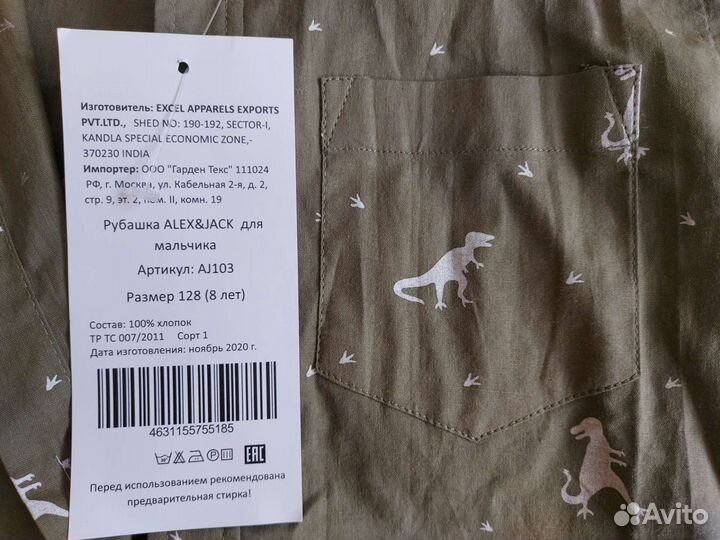 Изготовитель: EXCEL APPARELS EXPORTS
PVT.LTD., SHED NO: 190-192, SECTOR-I,
KANDLA SPECIAL ECONOMIC ZONE,-
370230 INDIA
Импортер: ООО "Гарден Текс" 111024
РФ, г. Москва, ул. Кабельная 2-я, д. 2,
стр. 9, эт. 2, пом. II, комн. 19
Рубашка ALEX&JACK для
мальчика
Артикул: AJ103
Размер 128 (8 лет)
Состав: 100% хлопок
ТР ТС 007/2011 Сорт 1
Дата изготовления: ноябрь 2020 г.
4631155755185
EAC
Перед использованием рекомендована
предварительная стирка!
Avito